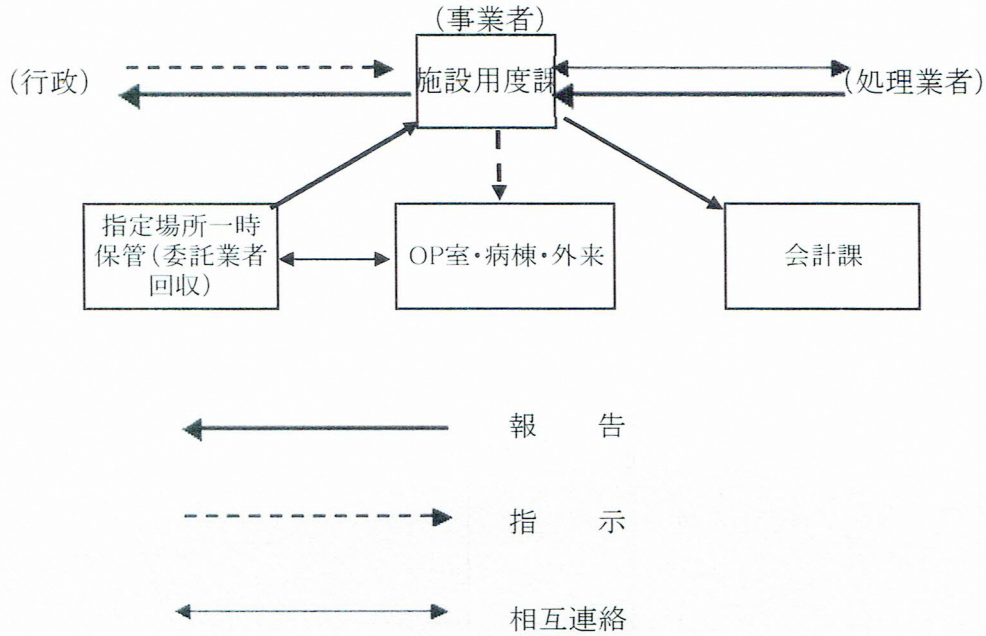 (事業者)
(行政)
施設用度課
(処理業者)
指定場所一時
保管(委託業者
回収)
OP室・病棟・外来
会計課
報　告
指　示
相互連絡